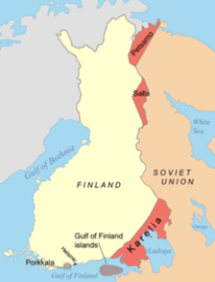 Petsamo
Salla
White
Sea
Gulf of Bothnia
SOVIET
UNION
FINLAND
Karelia
Gulf of Finland
islands
Ladoga
Helsinki
Porkkala
Gulf of Finland